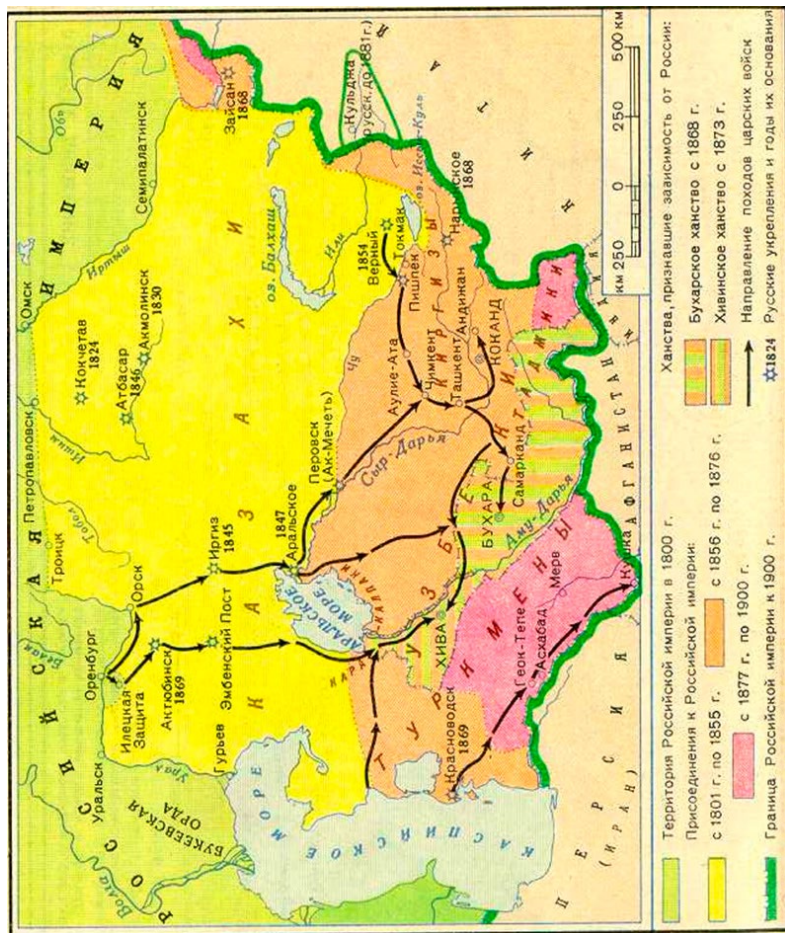 РОССИЙСКАЯ ИМПЕРИЯ
Обь
Омск
Петропавловск
Троицк
Тобол
Ишим
Иртыш
Семипалатинск
Белая
Волга
Уральск
Оренбург
Орск
Илецкая
Защита
Актюбинск
1869
БУКЕЕВСКАЯ
ОРДА
Урал
Гурьев
Эмбенский Пост
Иргиз
1845
Кокчетав
1824
Атбасар
1846
Акмолинск
1830
Зайсан
1868
КАЗАХИ
оз. Балхаш
Или
Кульджа
(русск. до 1881 г.)
1854
Верный
Токмак
Пишпек
оз. Иссык-Куль
Нарынское
1868
КИРГИЗЫ
Чу
Аулие-Ата
Чимкент
Ташкент
Андижан
КОКАНД
1847
Аральское
Перовск
(Ак-Мечеть)
Сыр-Дарья
АРАЛЬСКОЕ
МОРЕ
КАРАКАЛПАКИ
УЗБЕКИ
ТАДЖИКИ
Самарканд
БУХАРА
Аму-Дарья
ХИВА
КАСПИЙСКОЕ МОРЕ
Красноводск
1869
ТУРКМЕНЫ
Геок-Тепе
Асхабад
Мерв
Кушка
ПЕРСИЯ
(ИРАН)
АФГАНИСТАН
ИНДИЯ
КИТАЙ
КМ 250 0 250 500 КМ
Территория Российской империи в 1800 г.
Присоединения к Российской империи:
с 1801 г. по 1855 г.
с 1856 г. по 1876 г.
с 1877 г. по 1900 г.
Граница Российской империи к 1900 г.
Ханства, признавшие зависимость от России:
Бухарское ханство с 1868 г.
Хивинское ханство с 1873 г.
Направление походов царских войск
1824 Русские укрепления и годы их основания